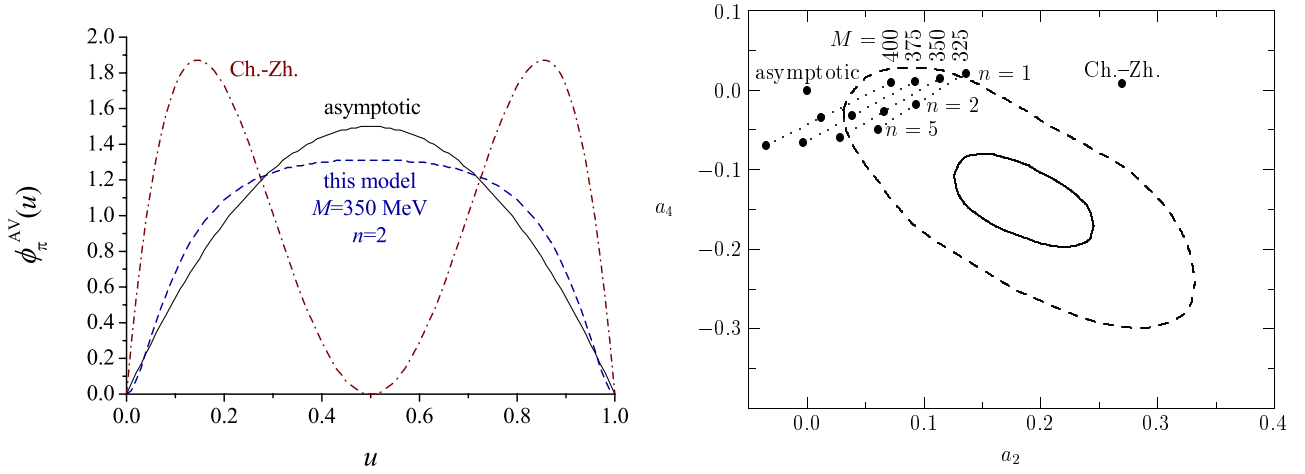 2.0
1.8
1.6
1.4
1.2
1.0
0.8
0.6
0.4
0.2
0.0
ϕ_π^AV(u)
Ch.-Zh.
asymptotic
this model
M=350 MeV
n=2
0.0 0.2 0.4 0.6 0.8 1.0
u
0.1
0.0
−0.1
−0.2
−0.3
a₄
M = 400 375 350 325
asymptotic
n = 1
n = 2
n = 5
Ch.–Zh.
0.0 0.1 0.2 0.3 0.4
a₂